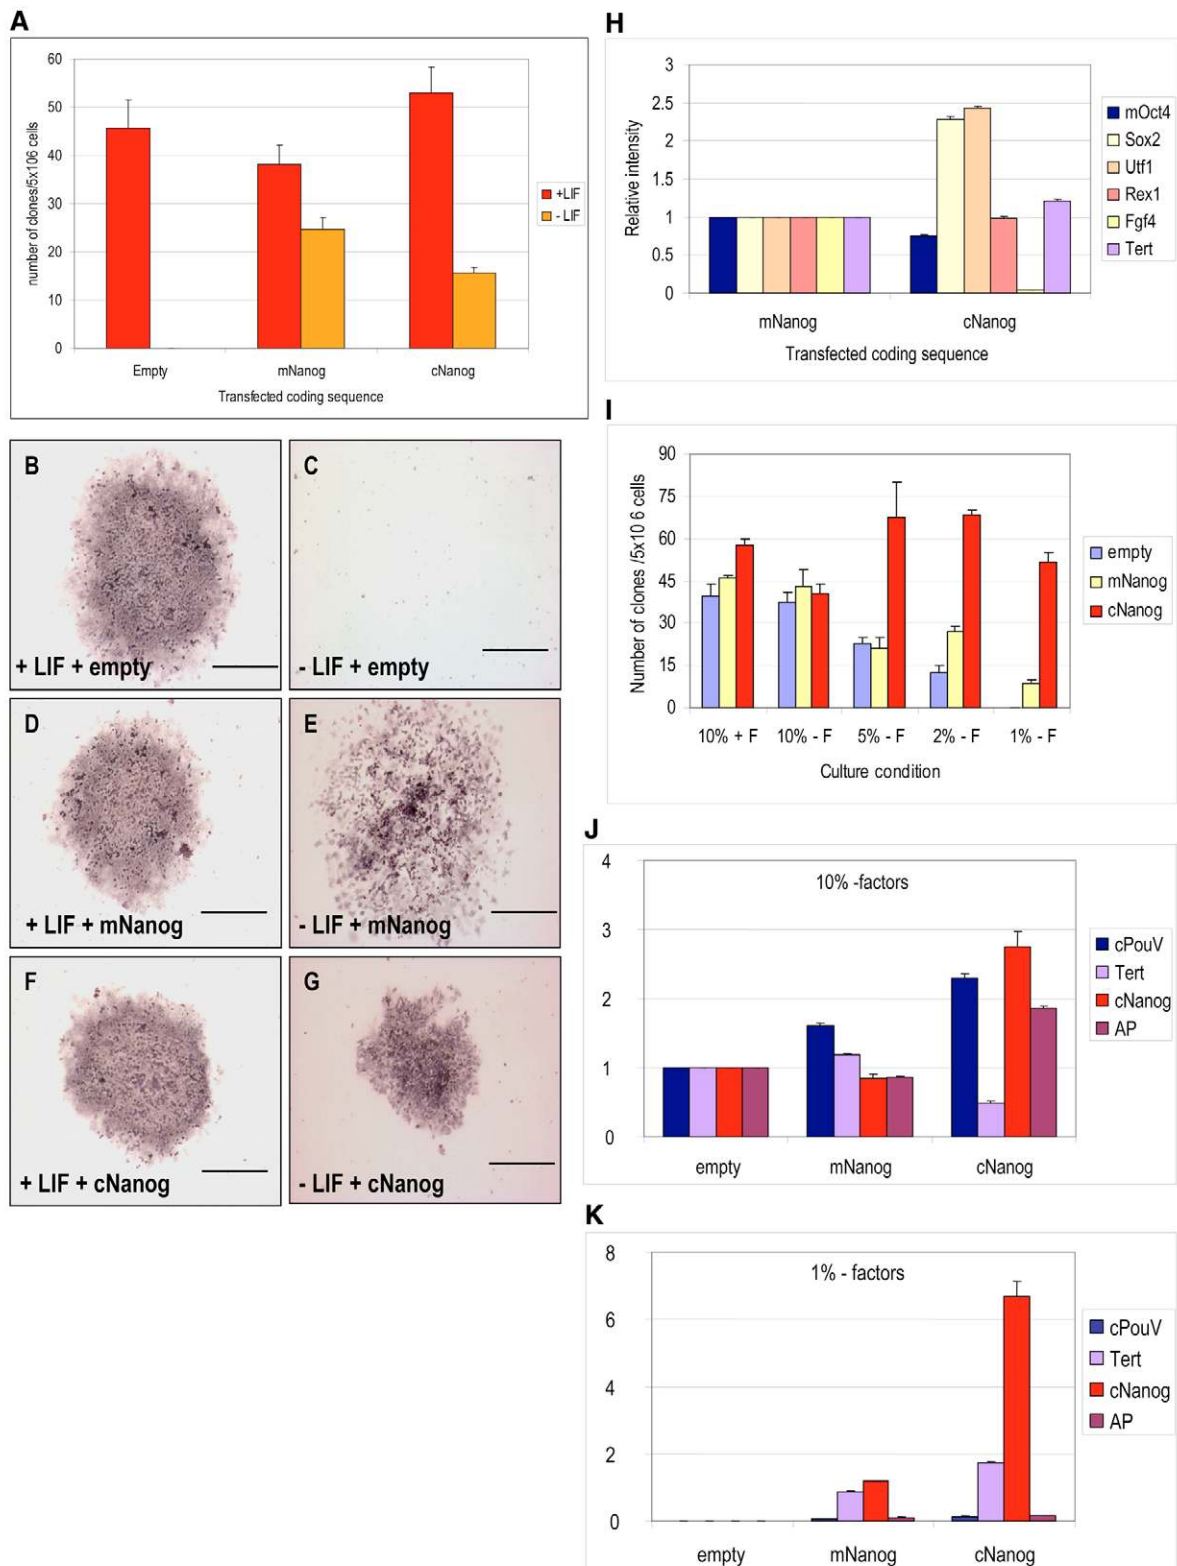 A
60
50
40
30
20
10
0
number of clones/5x106 cells
Empty
mNanog
cNanog
Transfected coding sequence
+LIF
- LIF
B
+ LIF + empty
C
- LIF + empty
D
+ LIF + mNanog
E
- LIF + mNanog
F
+ LIF + cNanog
G
- LIF + cNanog
H
3
2.5
2
1.5
1
0.5
0
Relative intensity
mNanog
cNanog
Transfected coding sequence
mOct4
Sox2
Utf1
Rex1
Fgf4
Tert
I
90
75
60
45
30
15
0
Number of clones /5x10 6 cells
10% + F
10% - F
5% - F
2% - F
1% - F
Culture condition
empty
mNanog
cNanog
J
10% -factors
4
3
2
1
0
empty
mNanog
cNanog
cPouV
Tert
cNanog
AP
K
1% - factors
8
6
4
2
0
empty
mNanog
cNanog
cPouV
Tert
cNanog
AP